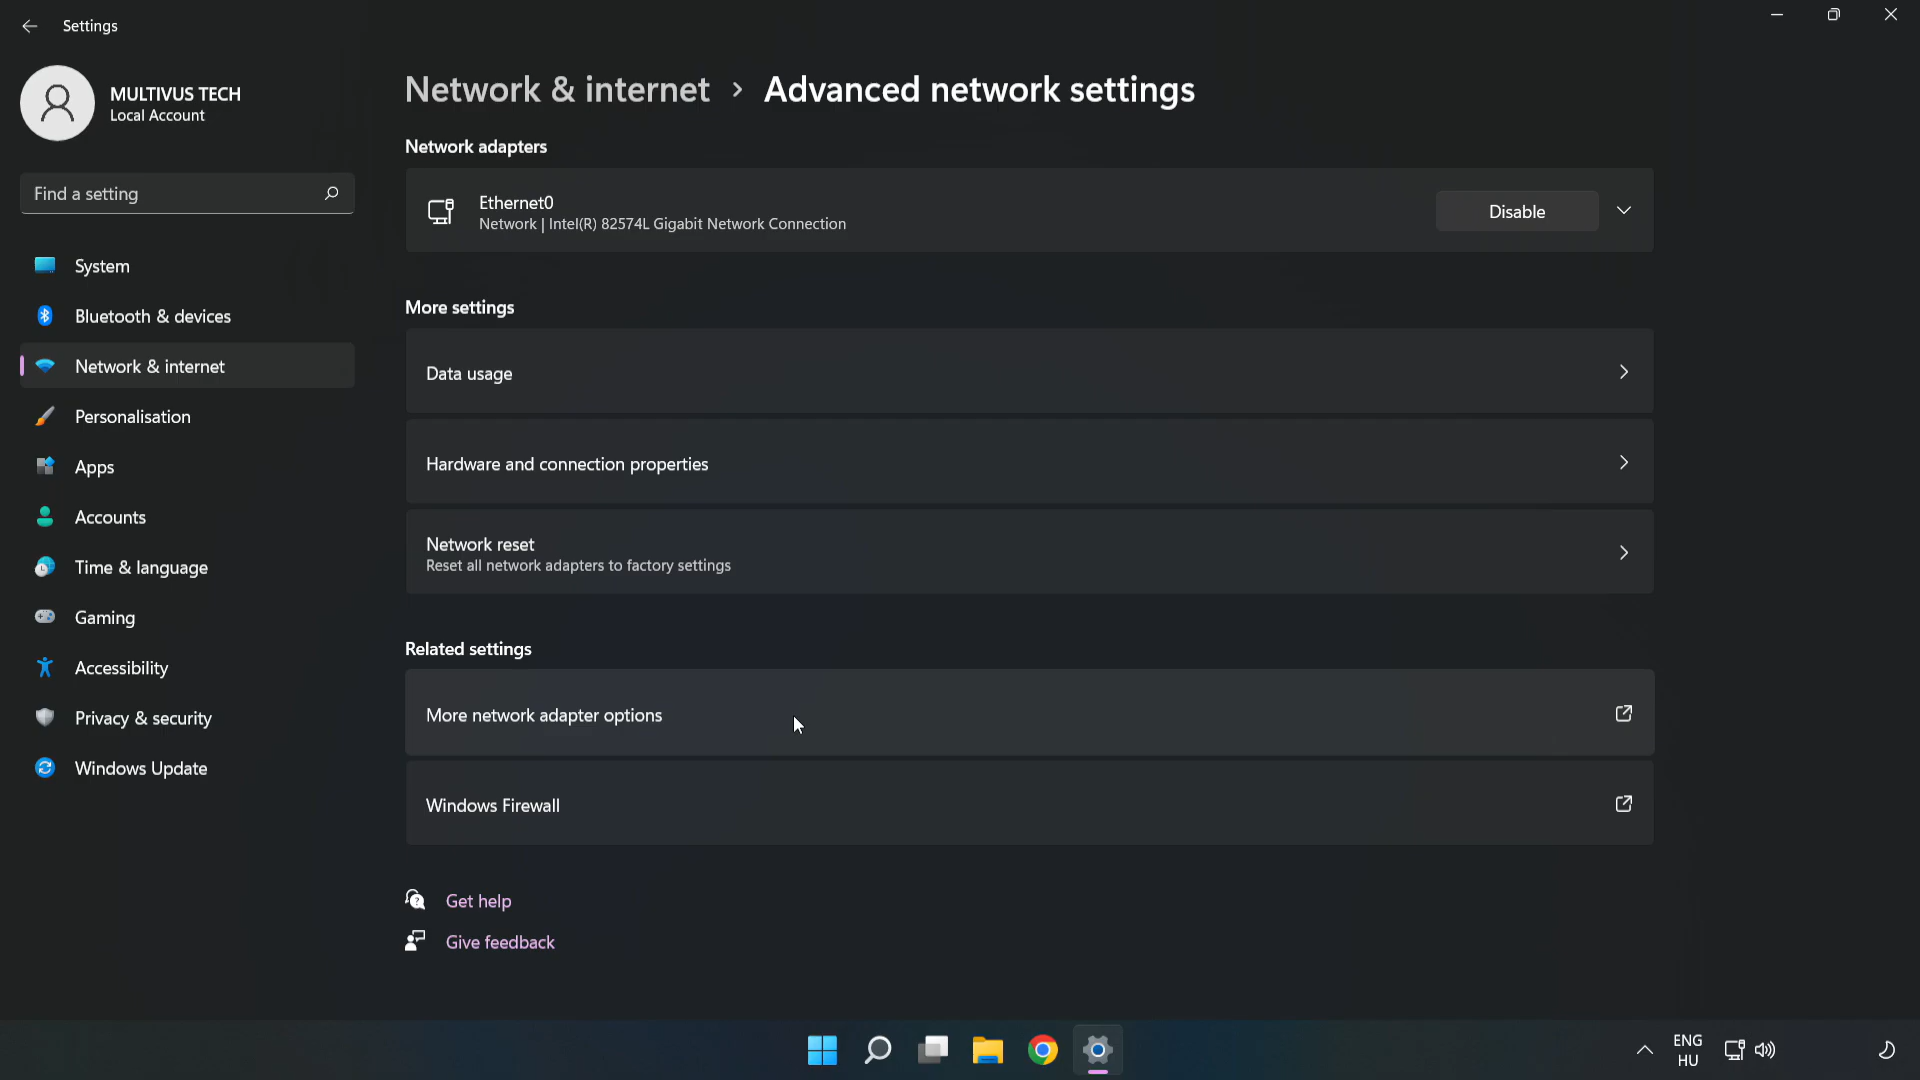 Settings
MULTIVUS TECH
Local Account
Find a setting
System
Bluetooth & devices
Network & internet
Personalisation
Apps
Accounts
Time & language
Gaming
Accessibility
Privacy & security
Windows Update
Network & internet > Advanced network settings
Network adapters
Ethernet0
Network | Intel(R) 82574L Gigabit Network Connection
Disable
More settings
Data usage
Hardware and connection properties
Network reset
Reset all network adapters to factory settings
Related settings
More network adapter options
Windows Firewall
Get help
Give feedback
ENG
HU